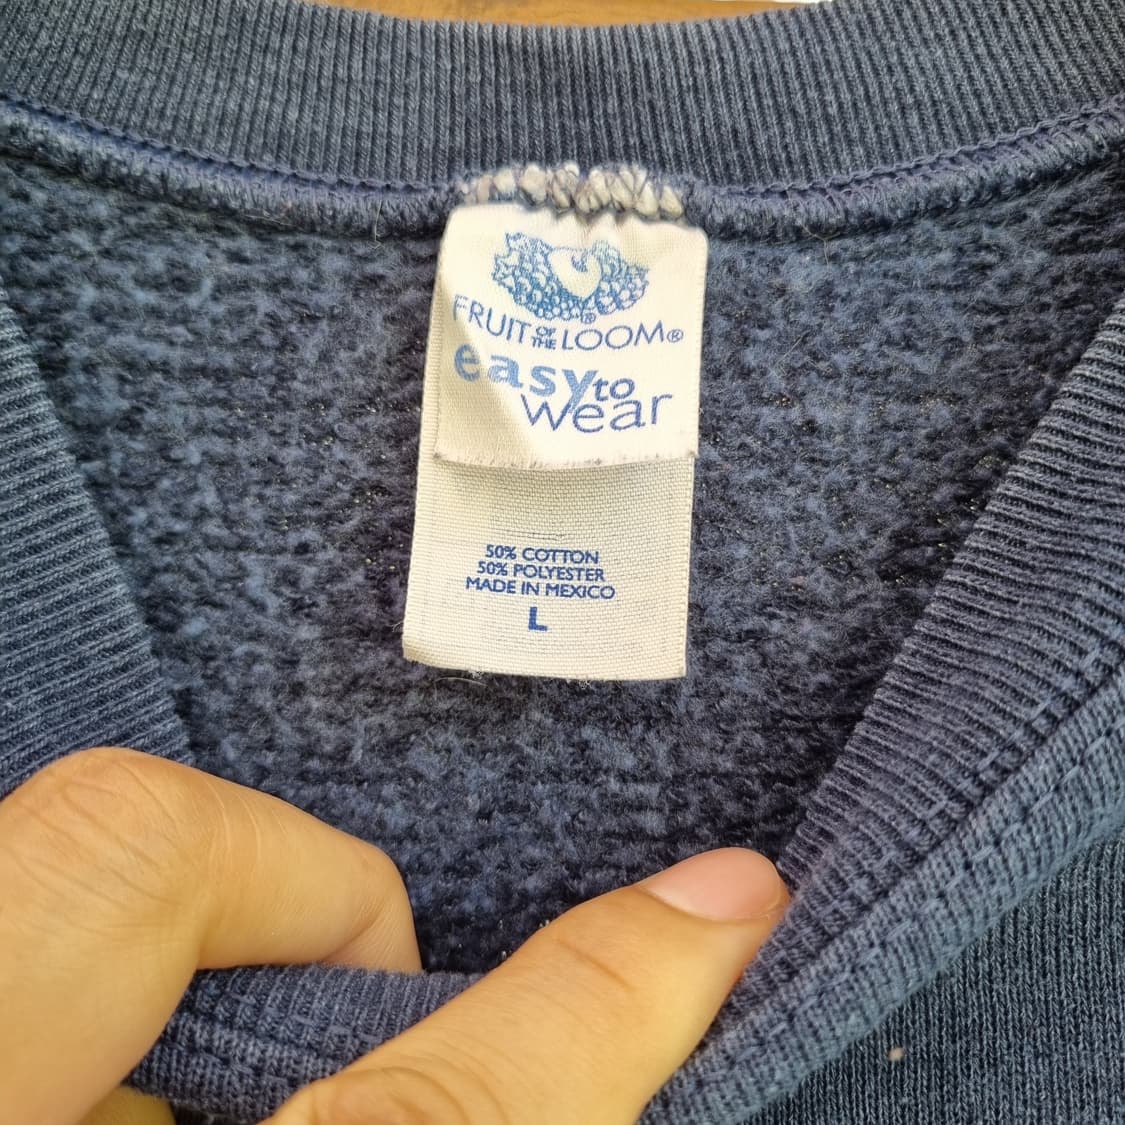 ®
FRUIT OF THE LOOM®
easy to
wear
50% COTTON
50% POLYESTER
MADE IN MEXICO
L